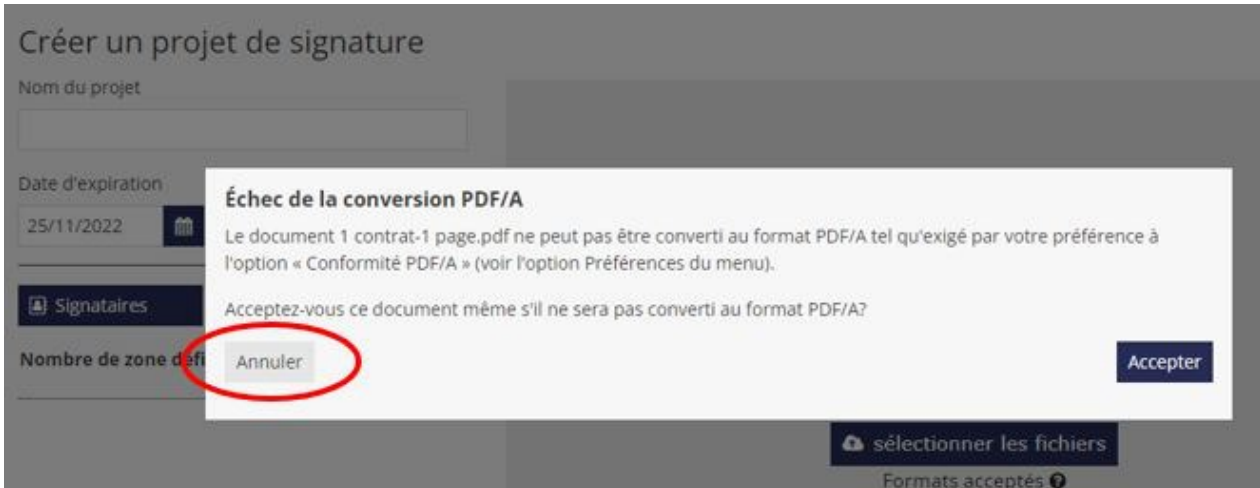 Créer un projet de signature
Nom du projet
Date d'expiration
25/11/2022
Signataires
Nombre de zone défi
Échec de la conversion PDF/A
Le document 1 contrat-1 page.pdf ne peut pas être converti au format PDF/A tel qu'exigé par votre préférence à
l'option « Conformité PDF/A » (voir l'option Préférences du menu).
Acceptez-vous ce document même s'il ne sera pas converti au format PDF/A?
Annuler
Accepter
sélectionner les fichiers
Formats acceptés